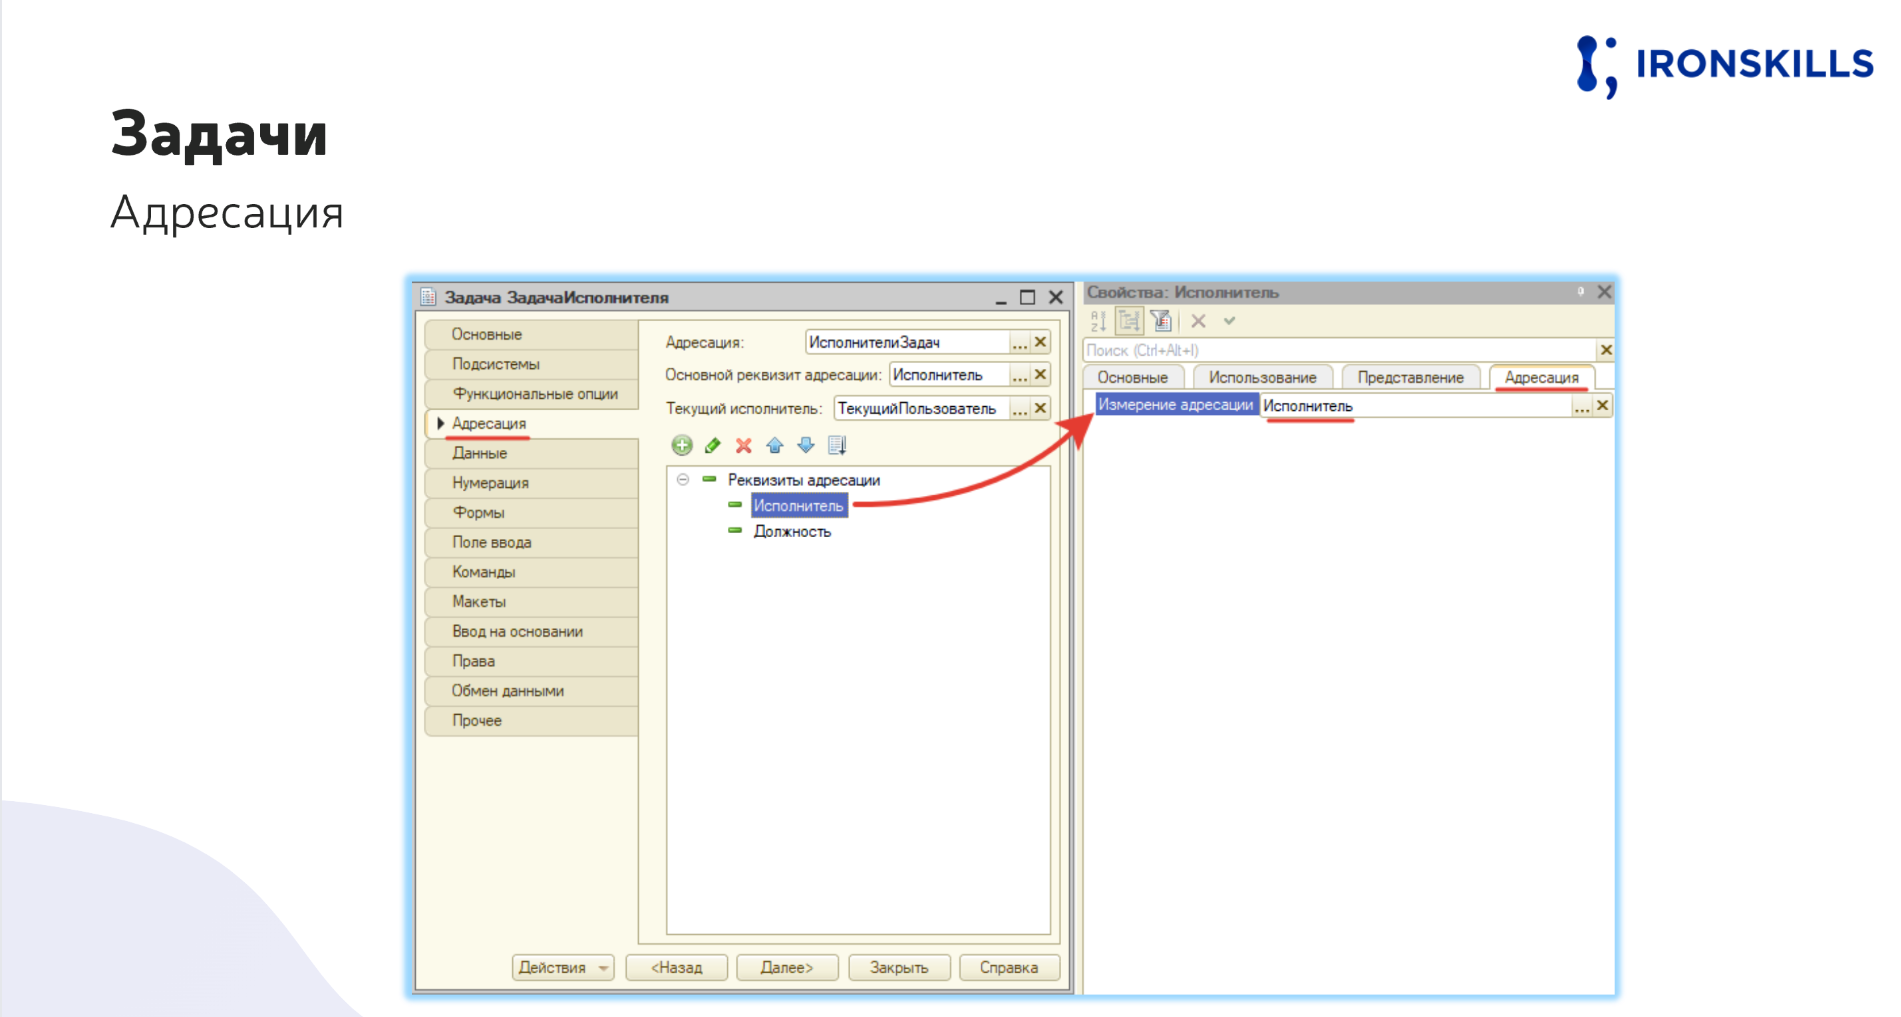 IRONSKILLS
Задачи
Адресация
Задача ЗадачаИсполнителя
Основные
Подсистемы
Функциональные опции
Адресация
Данные
Нумерация
Формы
Поле ввода
Команды
Макеты
Ввод на основании
Права
Обмен данными
Прочее
Адресация: ИсполнителиЗадач ...
Основной реквизит адресации: Исполнитель ...
Текущий исполнитель: ТекущийПользователь ...
Реквизиты адресации
Исполнитель
Должность
Действия <Назад Далее> Закрыть Справка
Свойства: Исполнитель
Поиск (Ctrl+Alt+I)
Основные Использование Представление Адресация
Измерение адресации Исполнитель ...